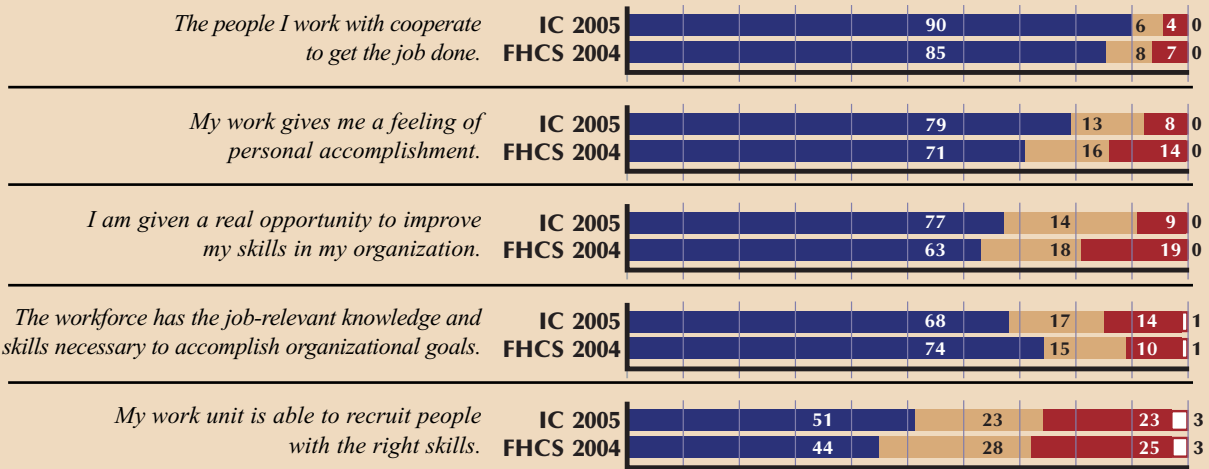 The people I work with cooperate
to get the job done.
IC 2005 90 6 4 0
FHCS 2004 85 8 7 0
My work gives me a feeling of
personal accomplishment.
IC 2005 79 13 8 0
FHCS 2004 71 16 14 0
I am given a real opportunity to improve
my skills in my organization.
IC 2005 77 14 9 0
FHCS 2004 63 18 19 0
The workforce has the job-relevant knowledge and
skills necessary to accomplish organizational goals.
IC 2005 68 17 14 1
FHCS 2004 74 15 10 1
My work unit is able to recruit people
with the right skills.
IC 2005 51 23 23 3
FHCS 2004 44 28 25 3